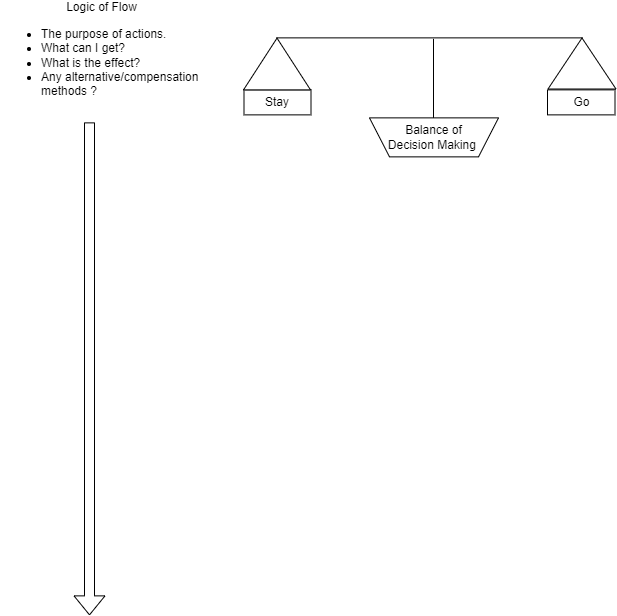 Logic of Flow
The purpose of actions.
What can I get?
What is the effect?
Any alternative/compensation
methods ?
Stay
Go
Balance of
Decision Making